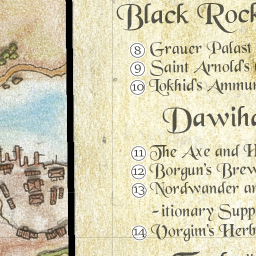 Black Rock
8 Grauer Palast
9 Saint Arnold's
10 Lokhid's Ammun
Dawiha
11 The Axe and H
12 Borgun's Brew
13 Nordwander an
-itionary Supp
14 Vorgim's Herb